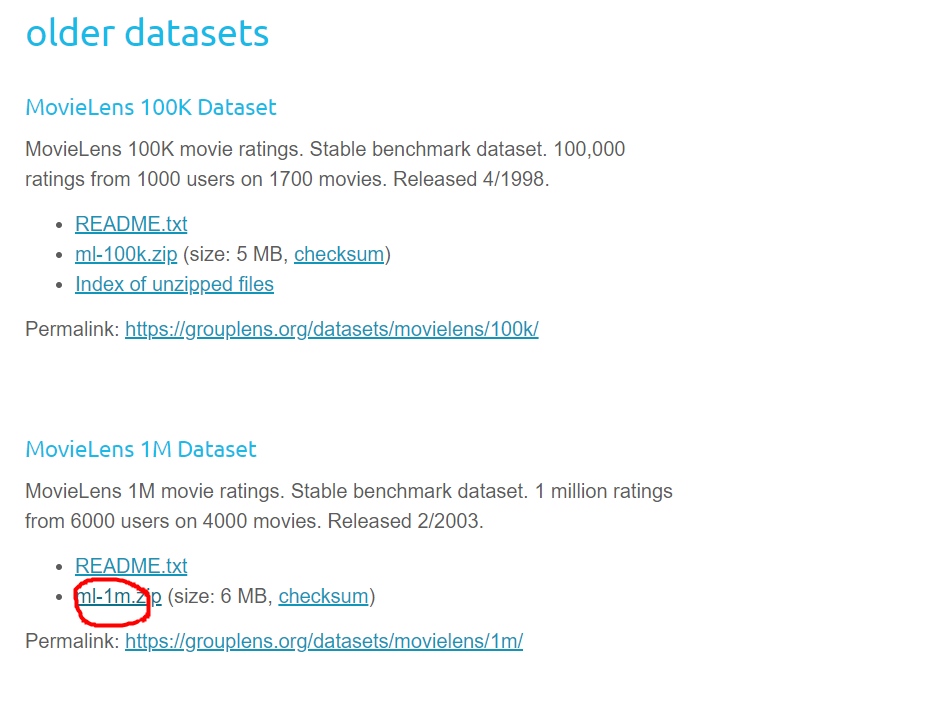 older datasets
MovieLens 100K Dataset
MovieLens 100K movie ratings. Stable benchmark dataset. 100,000
ratings from 1000 users on 1700 movies. Released 4/1998.
• README.txt
• ml-100k.zip (size: 5 MB, checksum)
• Index of unzipped files
Permalink: https://grouplens.org/datasets/movielens/100k/
MovieLens 1M Dataset
MovieLens 1M movie ratings. Stable benchmark dataset. 1 million ratings
from 6000 users on 4000 movies. Released 2/2003.
• README.txt
• ml-1m.zip (size: 6 MB, checksum)
Permalink: https://grouplens.org/datasets/movielens/1m/